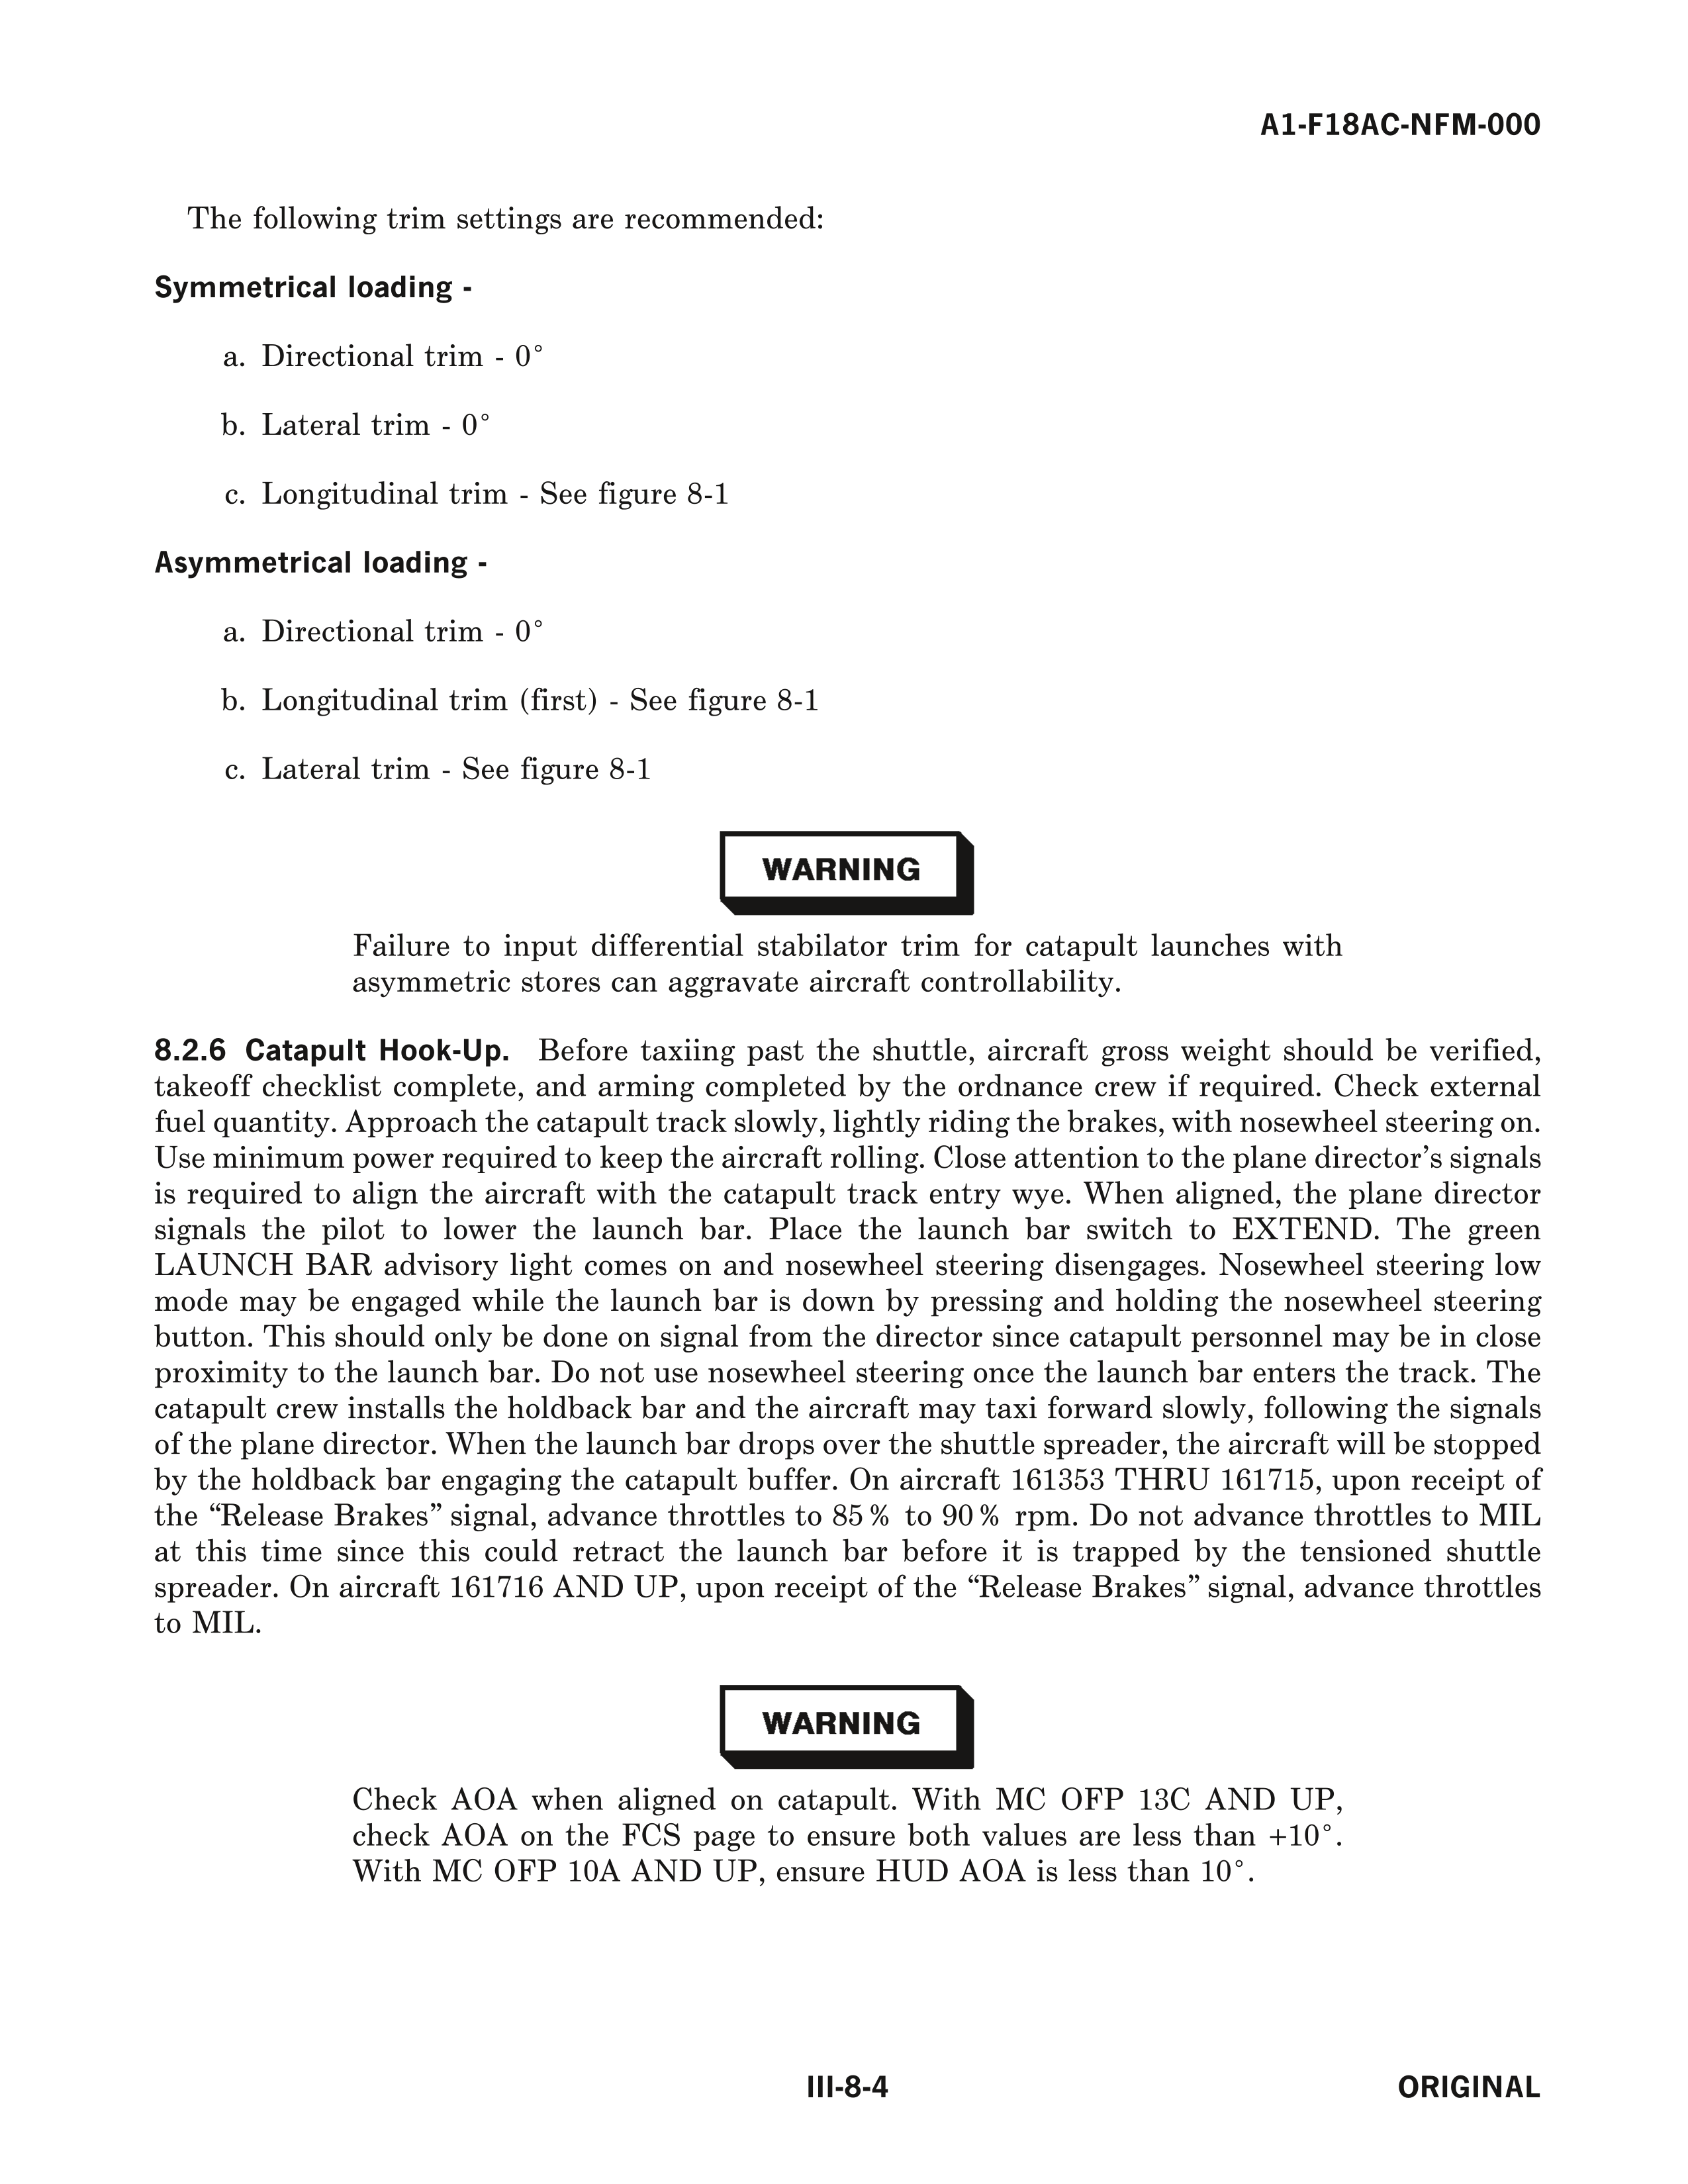 A1-F18AC-NFM-000
The following trim settings are recommended:
Symmetrical loading -
a. Directional trim - 0°
b. Lateral trim - 0°
c. Longitudinal trim - See figure 8-1
Asymmetrical loading -
a. Directional trim - 0°
b. Longitudinal trim (first) - See figure 8-1
c. Lateral trim - See figure 8-1
WARNING
Failure to input differential stabilator trim for catapult launches with
asymmetric stores can aggravate aircraft controllability.
8.2.6 Catapult Hook-Up. Before taxiing past the shuttle, aircraft gross weight should be verified,
takeoff checklist complete, and arming completed by the ordnance crew if required. Check external
fuel quantity. Approach the catapult track slowly, lightly riding the brakes, with nosewheel steering on.
Use minimum power required to keep the aircraft rolling. Close attention to the plane director's signals
is required to align the aircraft with the catapult track entry wye. When aligned, the plane director
signals the pilot to lower the launch bar. Place the launch bar switch to EXTEND. The green
LAUNCH BAR advisory light comes on and nosewheel steering disengages. Nosewheel steering low
mode may be engaged while the launch bar is down by pressing and holding the nosewheel steering
button. This should only be done on signal from the director since catapult personnel may be in close
proximity to the launch bar. Do not use nosewheel steering once the launch bar enters the track. The
catapult crew installs the holdback bar and the aircraft may taxi forward slowly, following the signals
of the plane director. When the launch bar drops over the shuttle spreader, the aircraft will be stopped
by the holdback bar engaging the catapult buffer. On aircraft 161353 THRU 161715, upon receipt of
the “Release Brakes” signal, advance throttles to 85% to 90% rpm. Do not advance throttles to MIL
at this time since this could retract the launch bar before it is trapped by the tensioned shuttle
spreader. On aircraft 161716 AND UP, upon receipt of the “Release Brakes” signal, advance throttles
to MIL.
WARNING
Check AOA when aligned on catapult. With MC OFP 13C AND UP,
check AOA on the FCS page to ensure both values are less than +10°.
With MC OFP 10A AND UP, ensure HUD AOA is less than 10°.
III-8-4
ORIGINAL